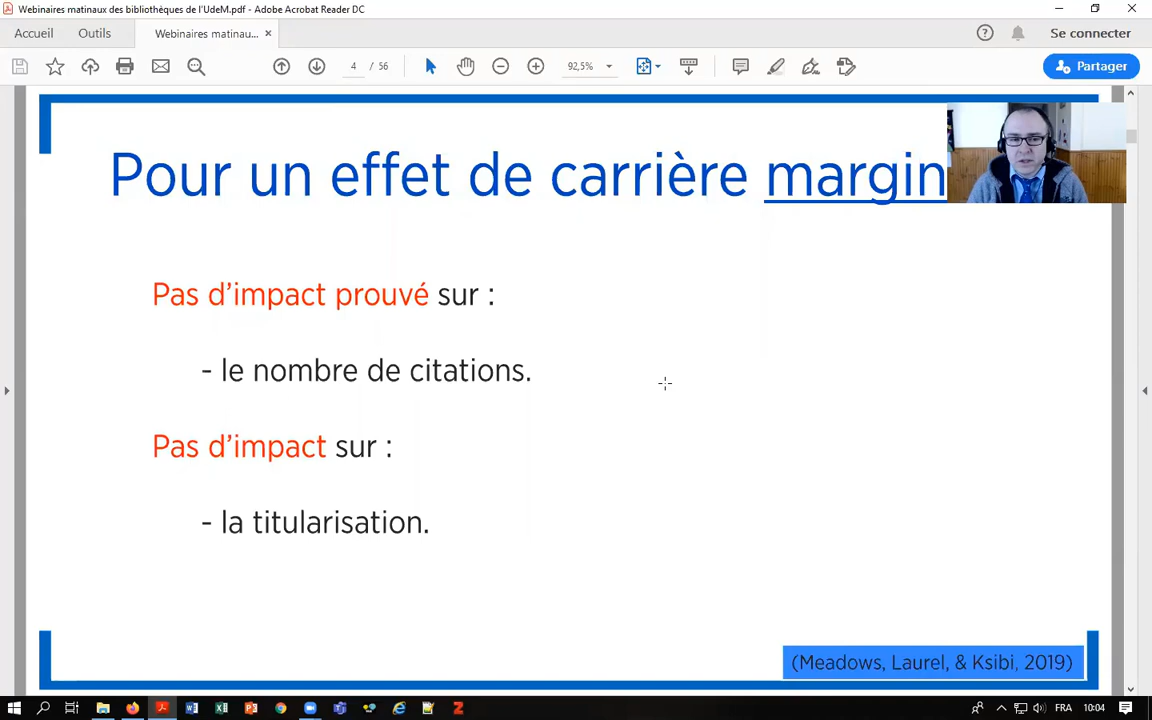 Webinaires matinaux des bibliothèques de l'UdeM.pdf - Adobe Acrobat Reader DC
Accueil Outils Webinaires matinau... × Se connecter
4 / 56 92,5% Partager
Pour un effet de carrière margin
Pas d'impact prouvé sur :
- le nombre de citations.
Pas d'impact sur :
- la titularisation.
(Meadows, Laurel, & Ksibi, 2019)
FRA 10:04